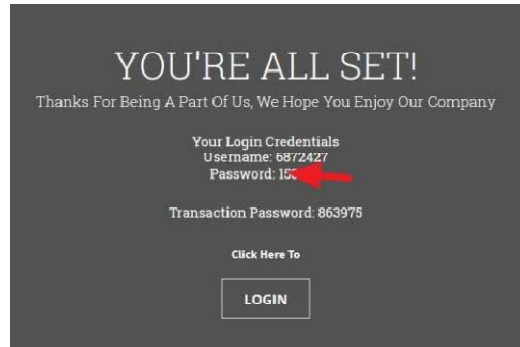 YOU'RE ALL SET!
Thanks For Being A Part Of Us, We Hope You Enjoy Our Company
Your Login Credentials
Username: 6872427
Password:
Transaction Password: 863975
Click Here To
LOGIN